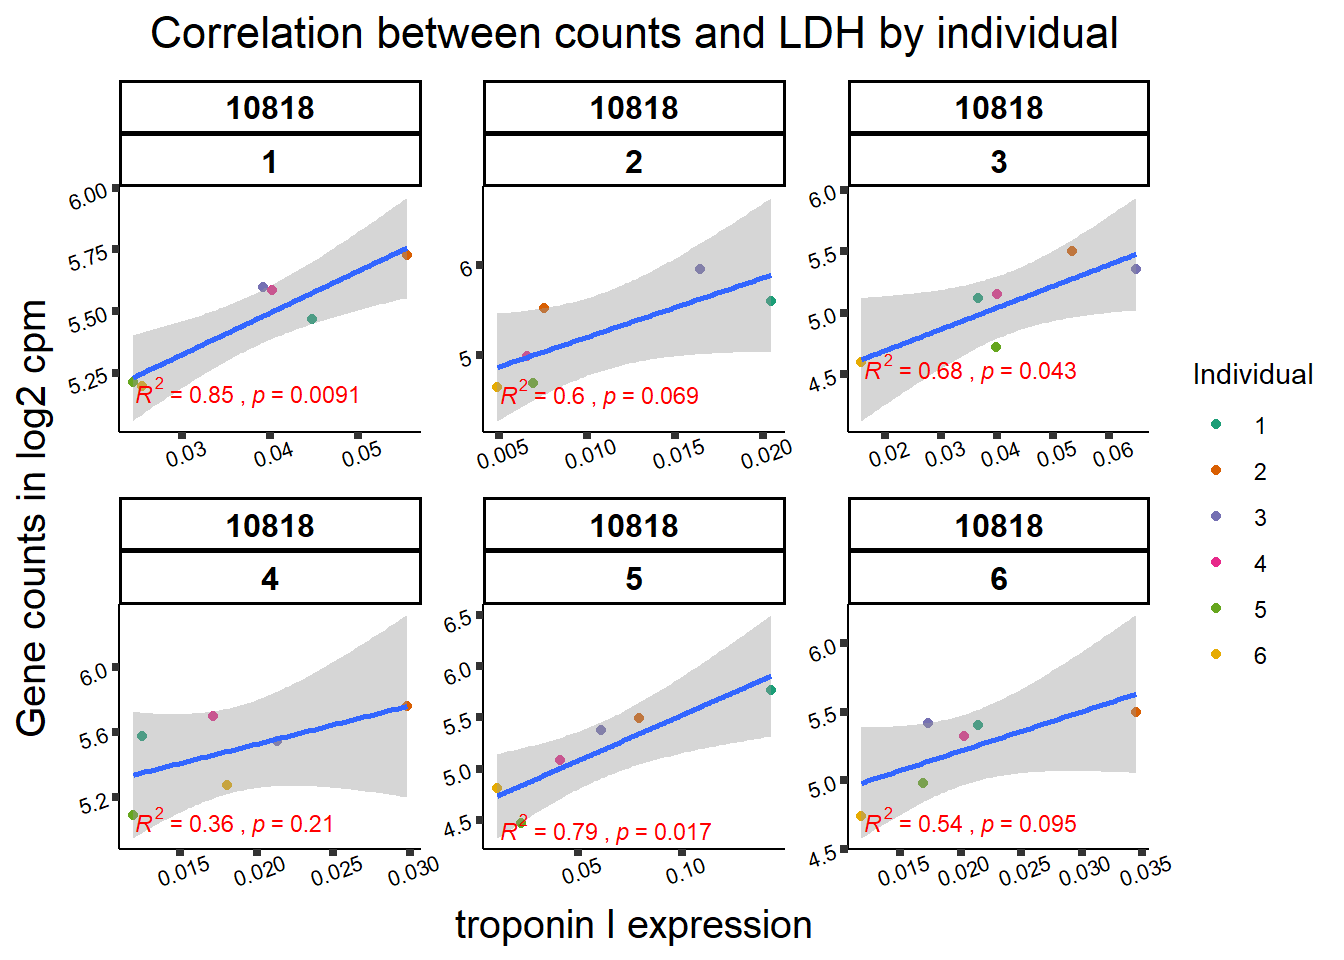 Correlation between counts and LDH by individual
10818 10818 10818
1 2 3
6.00
5.75
5.50
5.25
R2 = 0.85 , p = 0.0091
0.03 0.04 0.05
6
5
R2 = 0.6 , p = 0.069
0.005 0.010 0.015 0.020
6.0
5.5
5.0
4.5
R2 = 0.68 , p = 0.043
0.02 0.03 0.04 0.05 0.06
10818 10818 10818
4 5 6
6.0
5.6
5.2
R2 = 0.36 , p = 0.21
0.015 0.020 0.025 0.030
6.5
6.0
5.5
5.0
4.5
R2 = 0.79 , p = 0.017
0.05 0.10
6.0
5.5
5.0
4.5
R2 = 0.54 , p = 0.095
0.015 0.020 0.025 0.030 0.035
Gene counts in log2 cpm
troponin I expression
Individual
1
2
3
4
5
6